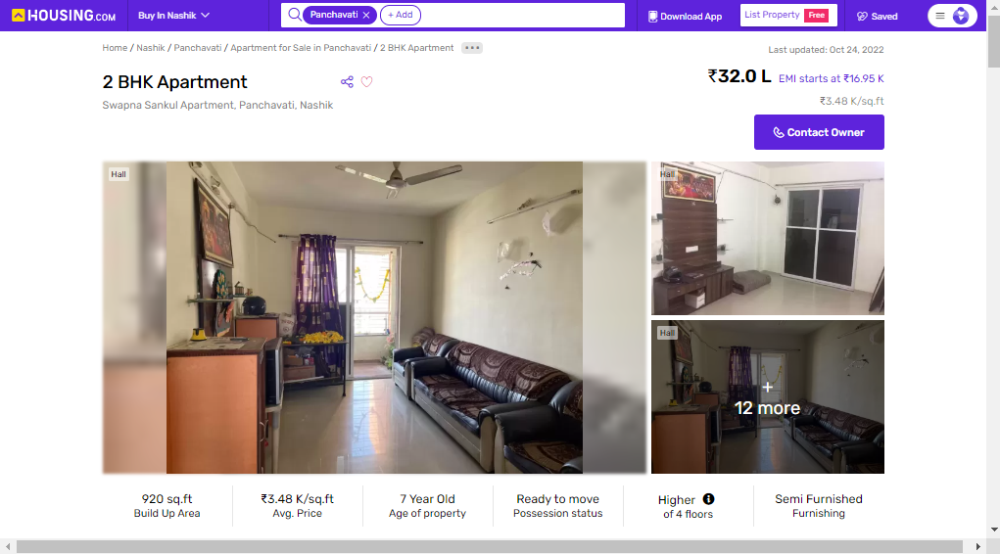 HOUSING.COM
Buy In Nashik
Panchavati
+ Add
Download App
List Property Free
Saved
Home / Nashik / Panchavati / Apartment for Sale in Panchavati / 2 BHK Apartment
Last updated: Oct 24, 2022
2 BHK Apartment
₹32.0 L EMI starts at ₹16.95 K
Swapna Sankul Apartment, Panchavati, Nashik
₹3.48 K/sq.ft
Contact Owner
Hall
Hall
Hall
+
12 more
920 sq.ft
Build Up Area
₹3.48 K/sq.ft
Avg. Price
7 Year Old
Age of property
Ready to move
Possession status
Higher
of 4 floors
Semi Furnished
Furnishing